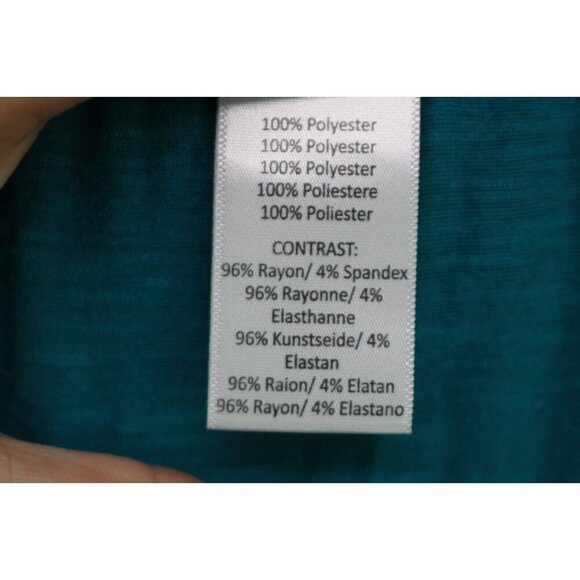 100% Polyester
100% Polyester
100% Polyester
100% Poliestere
100% Poliester
CONTRAST:
96% Rayon/ 4% Spandex
96% Rayonne/ 4%
Elasthanne
96% Kunstseide/ 4%
Elastan
96% Raion/ 4% Elatan
96% Rayon/ 4% Elastano